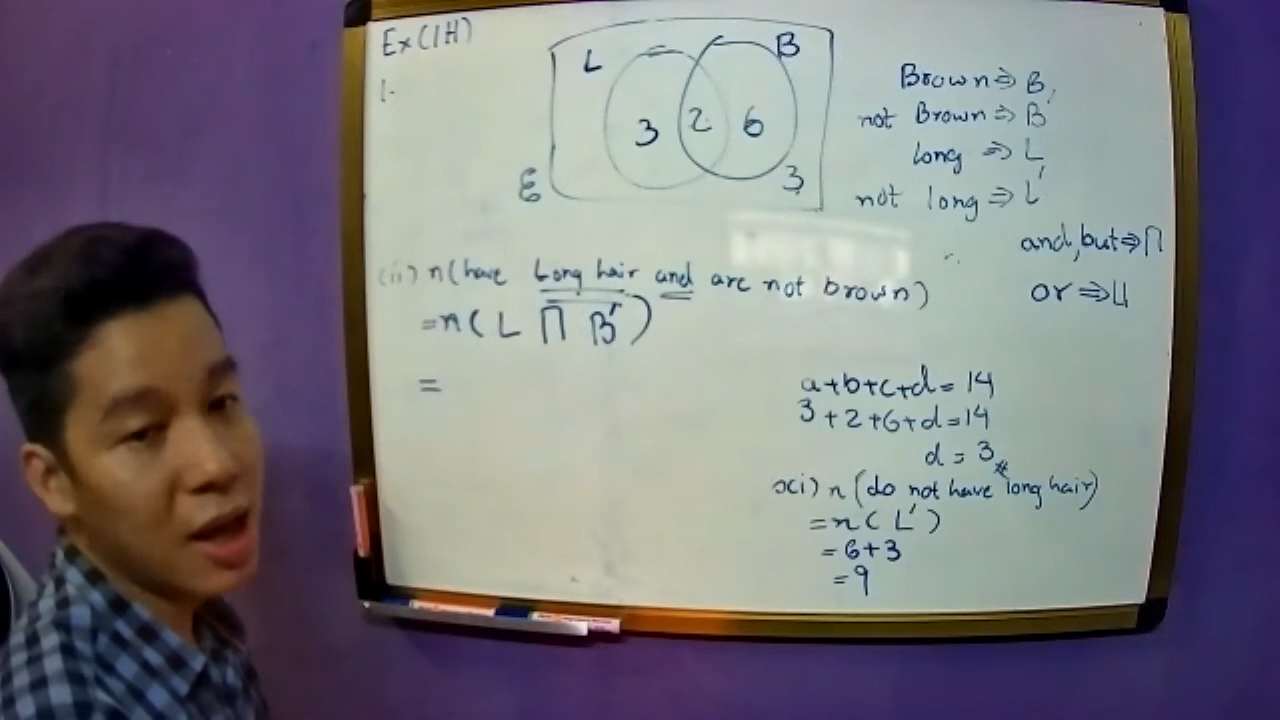 Ex (1H)
1.
L B
3 2 6
ℰ 3
Brown ⇒ B,
not Brown ⇒ B'
long ⇒ L
not long ⇒ L'
and, but ⇒ ∩
or ⇒ ∪
(ii) n (have Long hair and are not brown)
= n ( L ∩ B' )
=
a+b+c+d = 14
3+2+6+d = 14
d = 3
xi) n (do not have long hair)
= n ( L' )
= 6+3
= 9